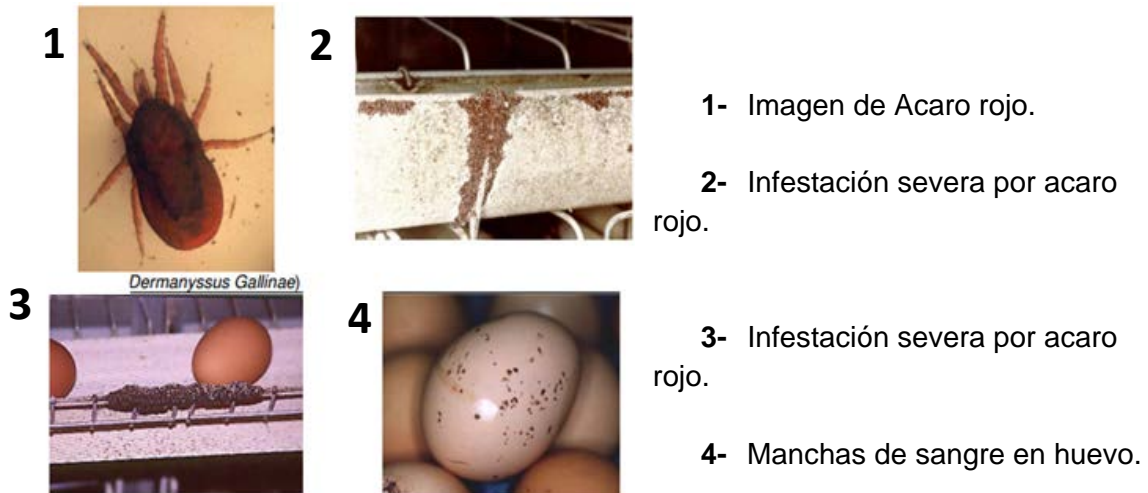 1
2
1- Imagen de Acaro rojo.
2- Infestación severa por acaro
rojo.
Dermanyssus Gallinae)
3
4
3- Infestación severa por acaro
rojo.
4- Manchas de sangre en huevo.